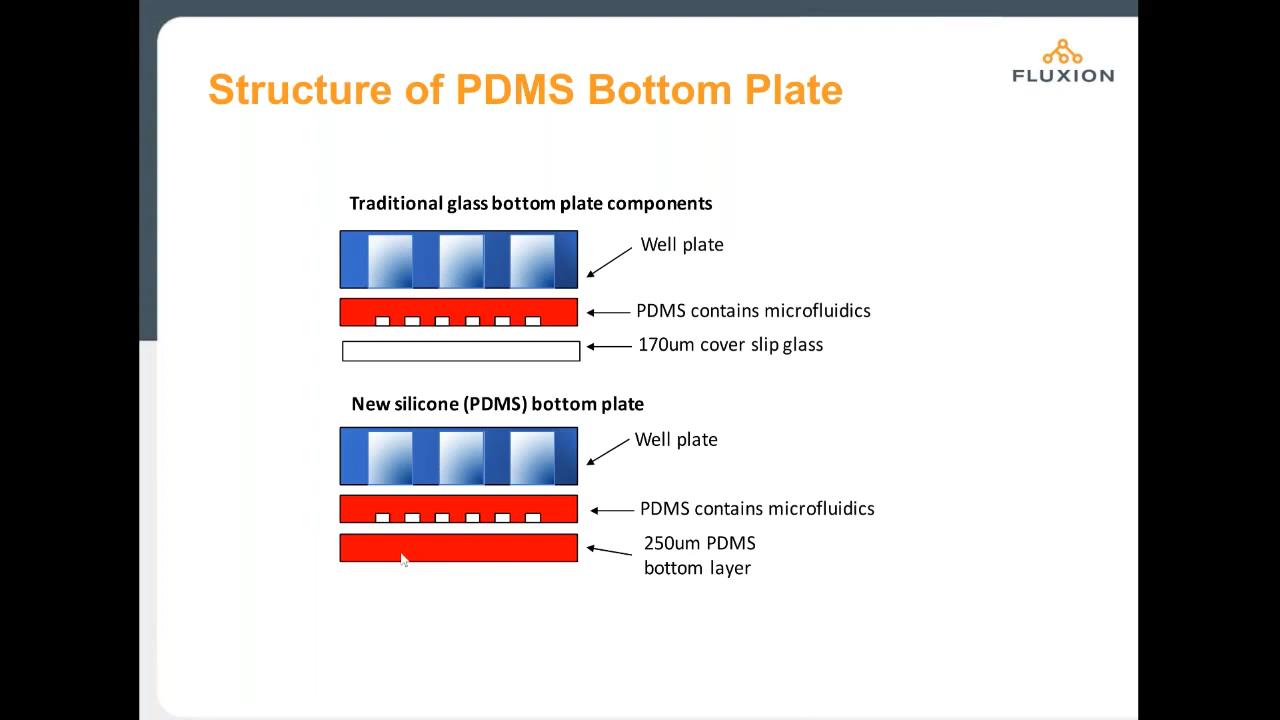 FLUXION
Structure of PDMS Bottom Plate
Traditional glass bottom plate components
Well plate
PDMS contains microfluidics
170um cover slip glass
New silicone (PDMS) bottom plate
Well plate
PDMS contains microfluidics
250um PDMS
bottom layer